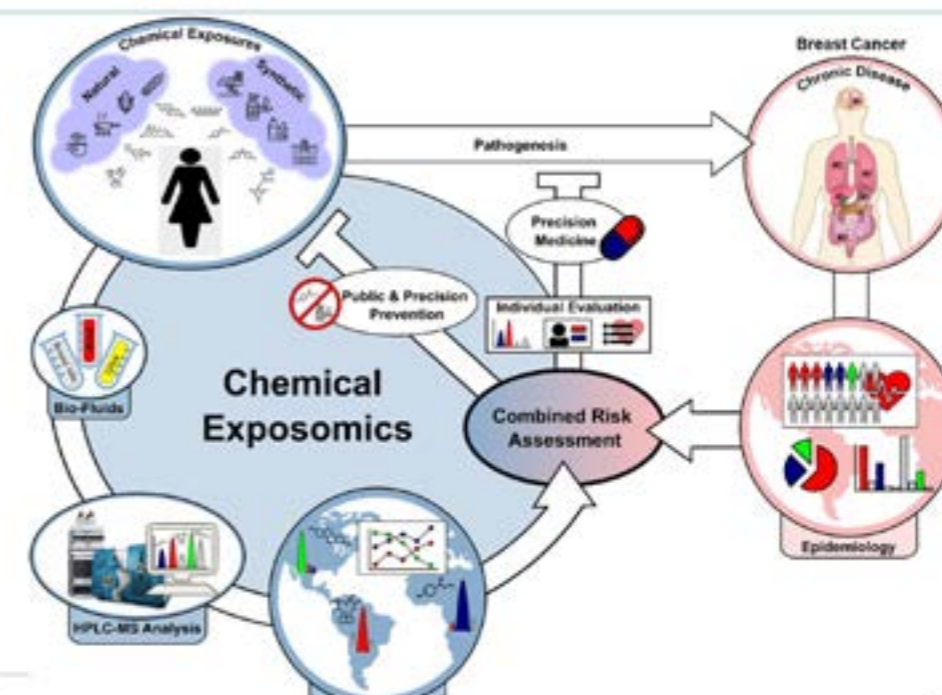 Chemical Exposures
Natural
Synthetic
Breast Cancer
Chronic Disease
Pathogenesis
Precision
Medicine
Public & Precision
Prevention
Individual Evaluation
Bio-Fluids
Chemical
Exposomics
Combined Risk
Assessment
HPLC-MS Analysis
Epidemiology